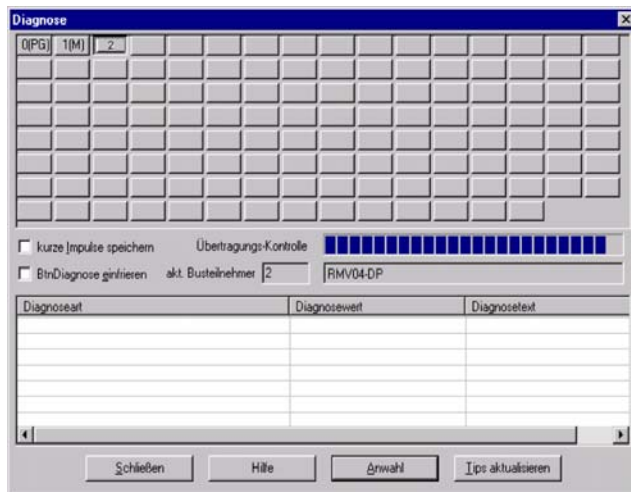 Diagnose
0(PG) 1(M) 2
kurze Impulse speichern Übertragungs-Kontrolle
BtnDiagnose einfrieren akt. Busteilnehmer 2 RMV04-DP
Diagnoseart Diagnosewert Diagnosetext
Schließen Hilfe Anwahl Tips aktualisieren